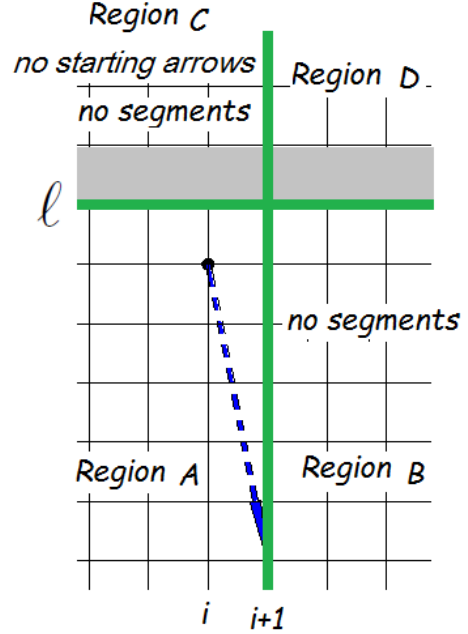 Region C
no starting arrows
Region D
no segments
ℓ
no segments
Region A
Region B
i
i+1